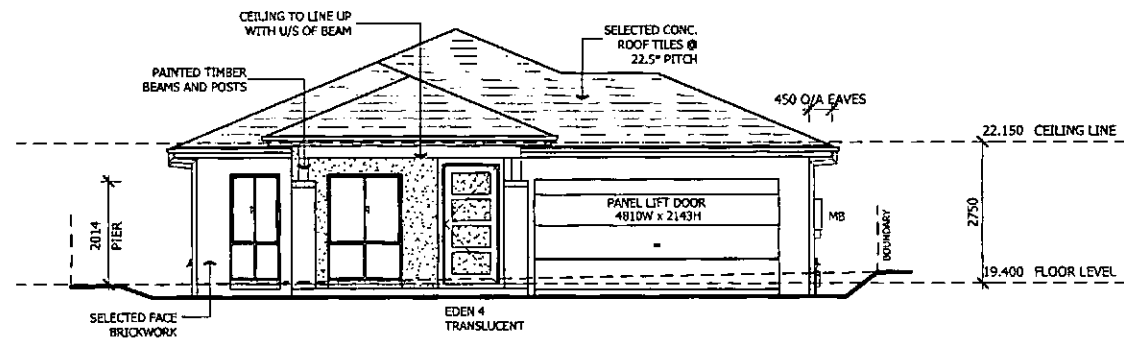 CEILING TO LINE UP
WITH U/S OF BEAM
SELECTED CONC.
ROOF TILES @
22.5° PITCH
PAINTED TIMBER
BEAMS AND POSTS
450 O/A EAVES
22.150 CEILING LINE
PANEL LIFT DOOR
4810W x 2143H
MB
2014
PIER
BOUNDARY
2750
19.400 FLOOR LEVEL
SELECTED FACE
BRICKWORK
EDEN 4
TRANSLUCENT